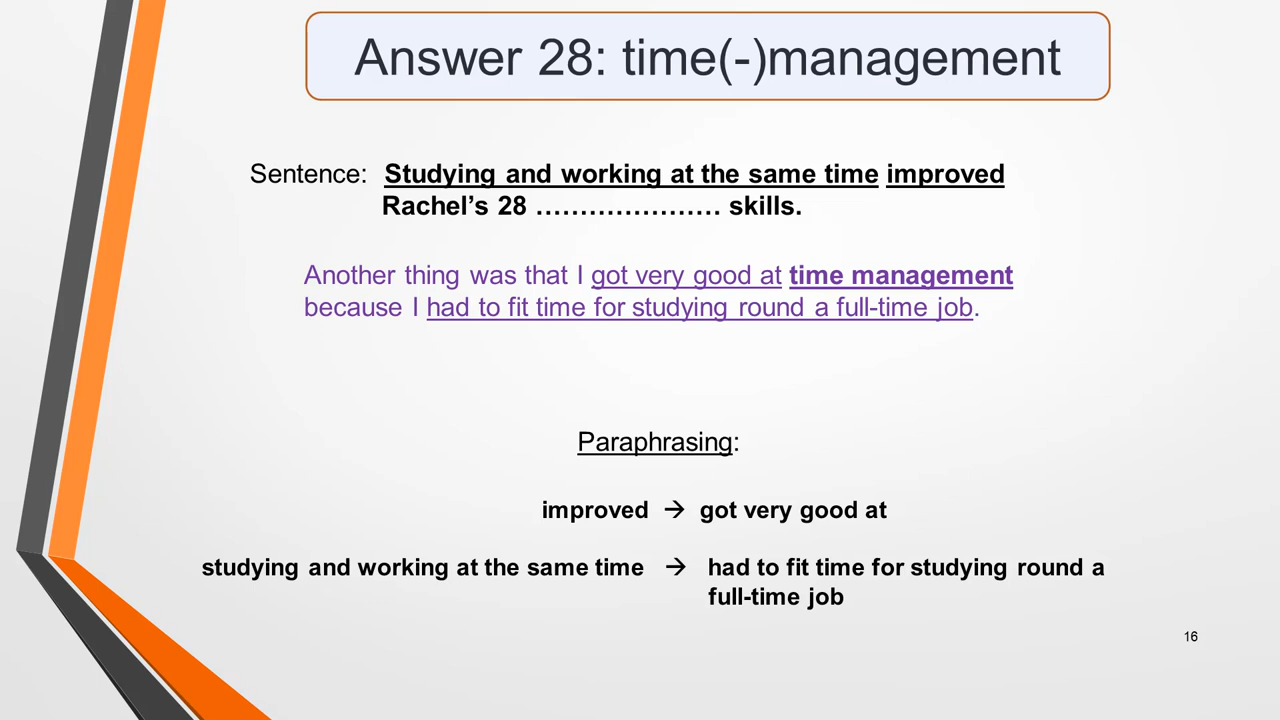 Answer 28: time(-)management
Sentence: Studying and working at the same time improved
Rachel’s 28 ………………… skills.
Another thing was that I got very good at time management
because I had to fit time for studying round a full-time job.
Paraphrasing:
improved → got very good at
studying and working at the same time → had to fit time for studying round a
full-time job
16